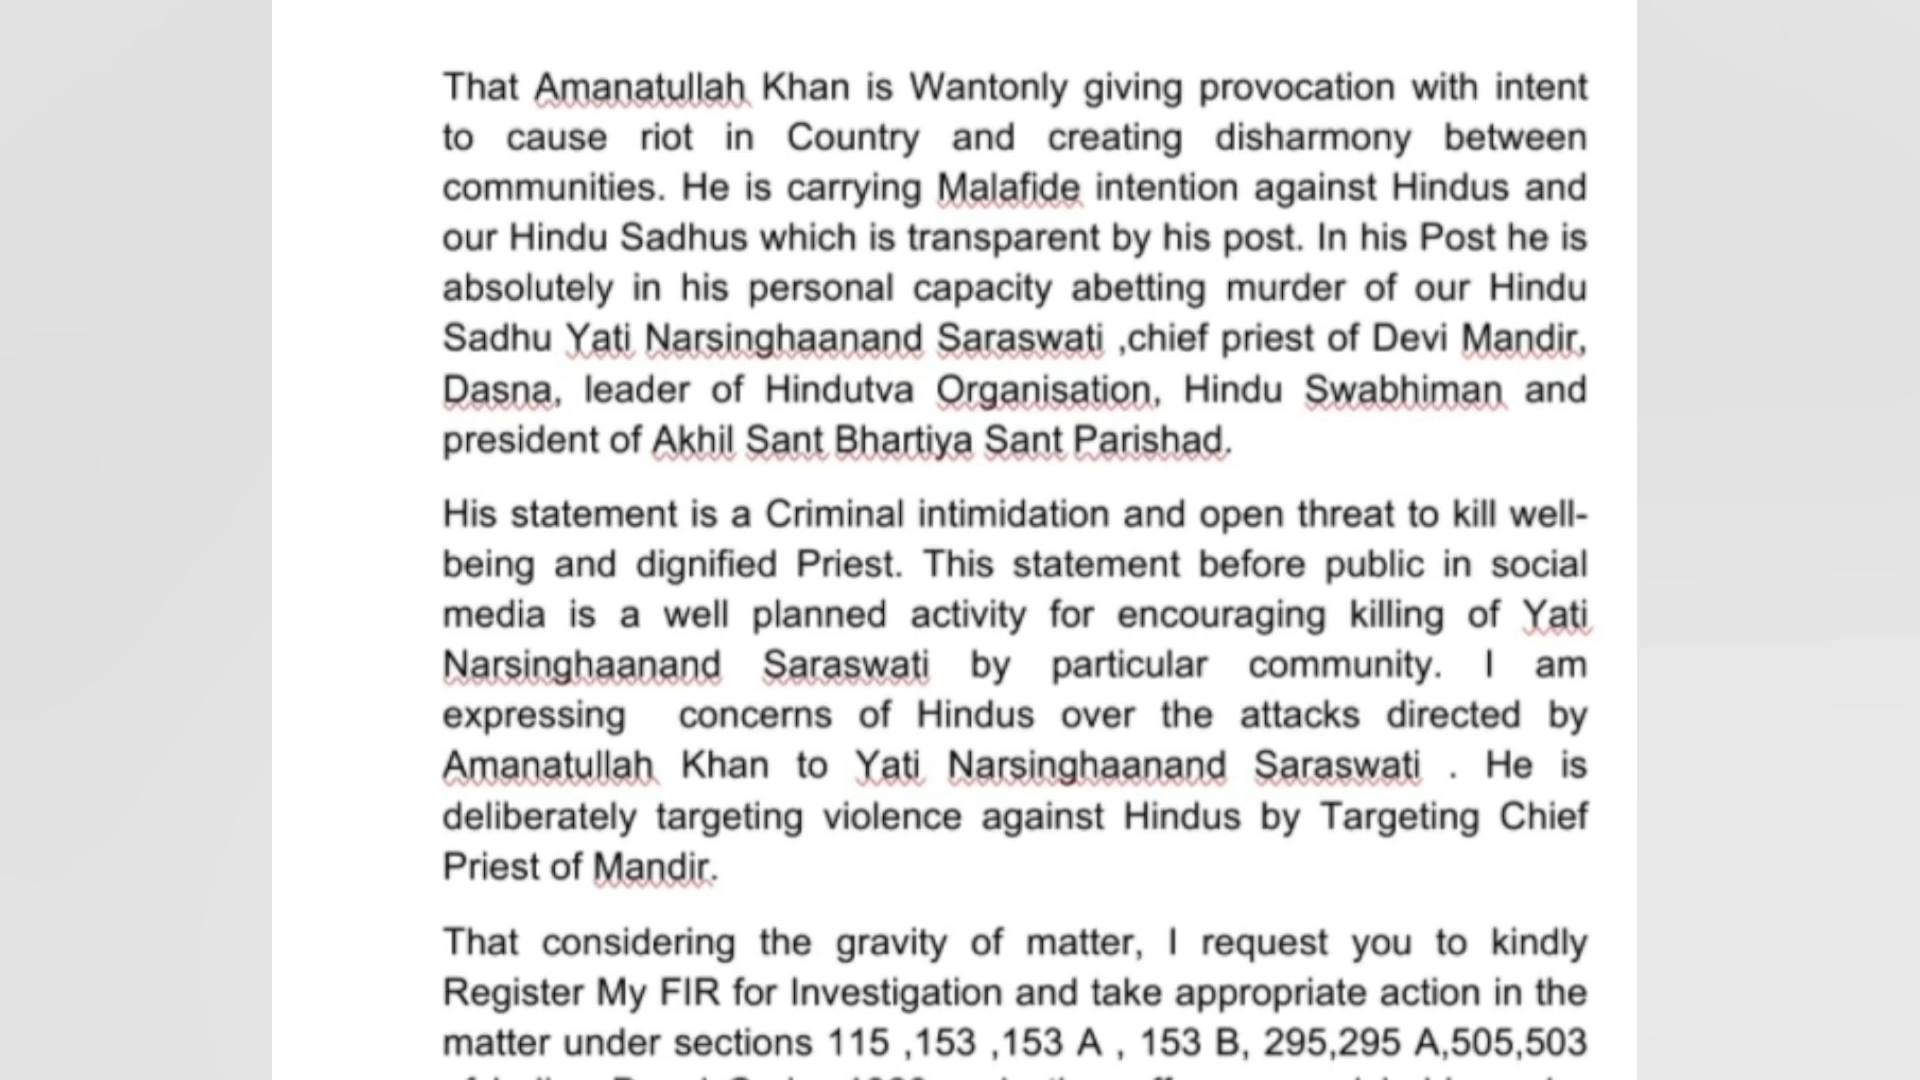 That Amanatullah Khan is Wantonly giving provocation with intent
to cause riot in Country and creating disharmony between
communities. He is carrying Malafide intention against Hindus and
our Hindu Sadhus which is transparent by his post. In his Post he is
absolutely in his personal capacity abetting murder of our Hindu
Sadhu Yati Narsinghaanand Saraswati ,chief priest of Devi Mandir,
Dasna, leader of Hindutva Organisation, Hindu Swabhiman and
president of Akhil Sant Bhartiya Sant Parishad.
His statement is a Criminal intimidation and open threat to kill well-
being and dignified Priest. This statement before public in social
media is a well planned activity for encouraging killing of Yati
Narsinghaanand Saraswati by particular community. I am
expressing concerns of Hindus over the attacks directed by
Amanatullah Khan to Yati Narsinghaanand Saraswati . He is
deliberately targeting violence against Hindus by Targeting Chief
Priest of Mandir.
That considering the gravity of matter, I request you to kindly
Register My FIR for Investigation and take appropriate action in the
matter under sections 115 ,153 ,153 A , 153 B, 295,295 A,505,503